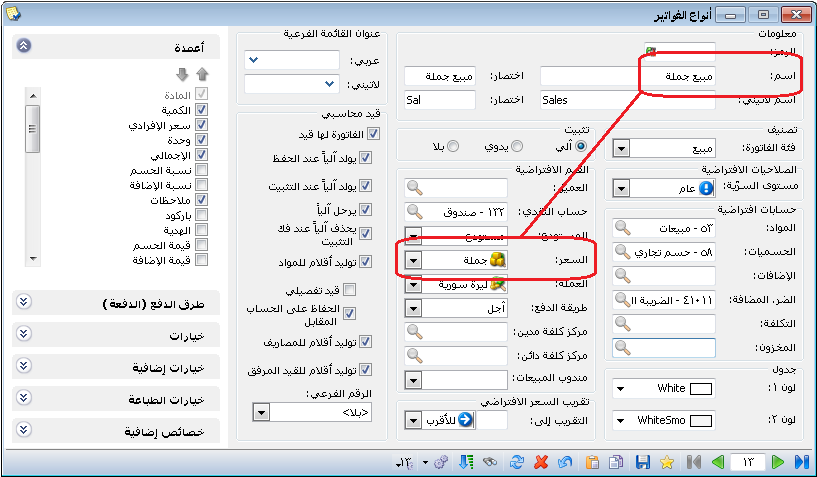 أنواع الفواتير
معلومات
الرمز:
اسم: مبيع جملة
اختصار: مبيع جملة
اسم لاتيني: Sales
اختصار: Sal
تصنيف
فئة الفاتورة: مبيع
الصلاحيات الافتراضية
مستوى السرّية: عام
حسابات افتراضية
المواد: ٥٣ - مبيعات
الحسميات: ٥٨ - حسم تجاري
الإضافات:
الضر. المضافة: ٤١٠١١ - الضريبة ال
التكلفة:
المخزون:
جدول
لون ١: White
لون ٢: WhiteSmo
تثبيت
آلي
يدوي
بلا
القيم الافتراضية
العميل:
حساب النقدي: ١٣٢ - صندوق
المستودع: مستودع
السعر: جملة
العملة: ليرة سورية
طريقة الدفع: آجل
مركز كلفة مدين:
مركز كلفة دائن:
مندوب المبيعات:
تقريب السعر الافتراضي
التقريب إلى: للأقرب
عنوان القائمة الفرعية
عربي:
لاتيني:
قيد محاسبي
الفاتورة لها قيد
يولد آلياً عند الحفظ
يولد آلياً عند التثبيت
يرحل آلياً
يحذف آلياً عند فك
التثبيت
توليد أقلام للمواد
قيد تفصيلي
الحفاظ على الحساب
المقابل
توليد أقلام للمصاريف
توليد أقلام للقيد المرفق
الرقم الفرعي:
<بلا>
أعمدة
المادة
الكمية
سعر الإفرادي
وحدة
الإجمالي
نسبة الحسم
نسبة الإضافة
ملاحظات
باركود
الهدية
قيمة الحسم
قيمة الإضافة
طرق الدفع (الدفعة)
خيارات
خيارات إضافية
خيارات الطباعة
خصائص إضافية
١٣
١٣